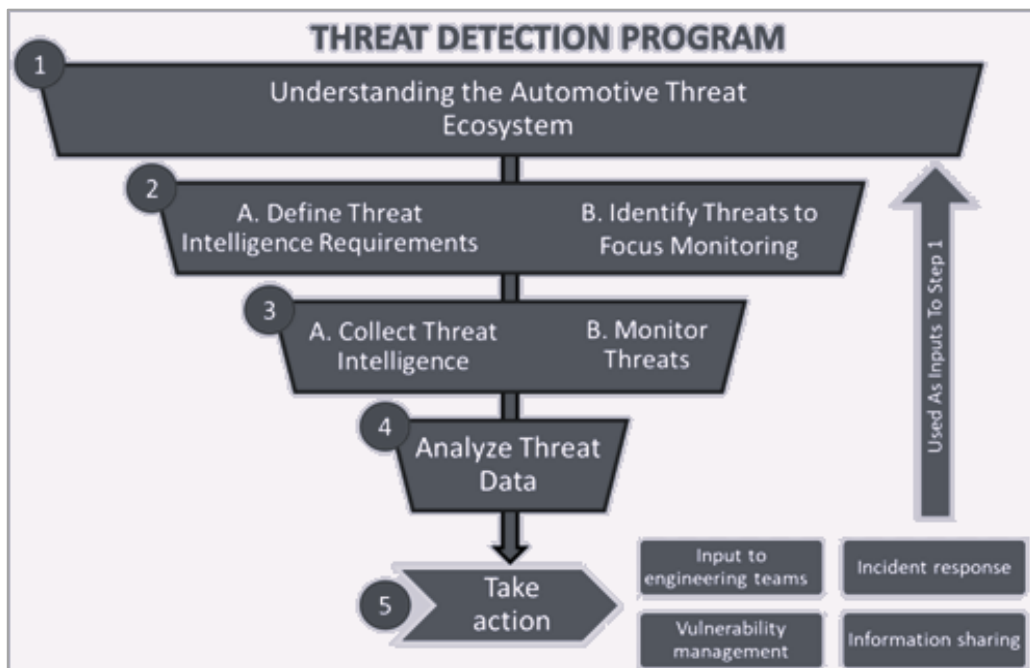 THREAT DETECTION PROGRAM
1
Understanding the Automotive Threat
Ecosystem
2
A. Define Threat
Intelligence Requirements
B. Identify Threats to
Focus Monitoring
3
A. Collect Threat
Intelligence
B. Monitor
Threats
4
Analyze Threat
Data
5
Take
action
Input to
engineering teams
Incident response
Vulnerability
management
Information sharing
Used As Inputs To Step 1